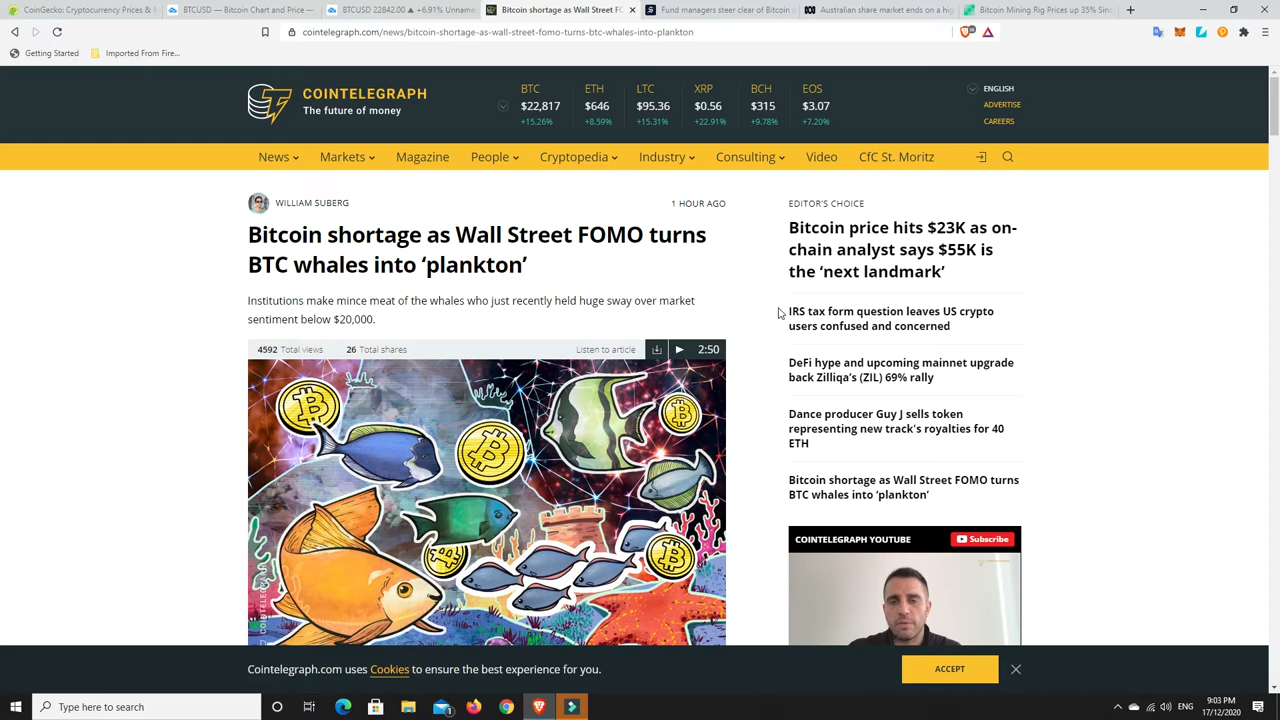 CoinGecko: Cryptocurrency Prices &
BTCUSD — Bitcoin Chart and Price —
BTCUSD 22842.00 ▲ +6.91% Unname
Bitcoin shortage as Wall Street FO
Fund managers steer clear of Bitcoin
Australian share market ends on a hig
Bitcoin Mining Rig Prices up 35% Sinc
cointelegraph.com/news/bitcoin-shortage-as-wall-street-fomo-turns-btc-whales-into-plankton
Getting Started
Imported From Fire...
COINTELEGRAPH
The future of money
BTC ETH LTC XRP BCH EOS
$22,817 $646 $95.36 $0.56 $315 $3.07
+15.26% +8.59% +15.31% +22.91% +9.78% +7.20%
ENGLISH
ADVERTISE
CAREERS
News Markets Magazine People Cryptopedia Industry Consulting Video CfC St. Moritz
WILLIAM SUBERG
1 HOUR AGO
Bitcoin shortage as Wall Street FOMO turns
BTC whales into ‘plankton’
Institutions make mince meat of the whales who just recently held huge sway over market
sentiment below $20,000.
4592 Total views 26 Total shares Listen to article 2:50
COINTELEGRAPH
EDITOR'S CHOICE
Bitcoin price hits $23K as on-
chain analyst says $55K is
the ‘next landmark’
IRS tax form question leaves US crypto
users confused and concerned
DeFi hype and upcoming mainnet upgrade
back Zilliqa’s (ZIL) 69% rally
Dance producer Guy J sells token
representing new track's royalties for 40
ETH
Bitcoin shortage as Wall Street FOMO turns
BTC whales into ‘plankton’
COINTELEGRAPH YOUTUBE
Subscribe
Cointelegraph.com uses Cookies to ensure the best experience for you.
ACCEPT
Type here to search
ENG
9:03 PM
17/12/2020